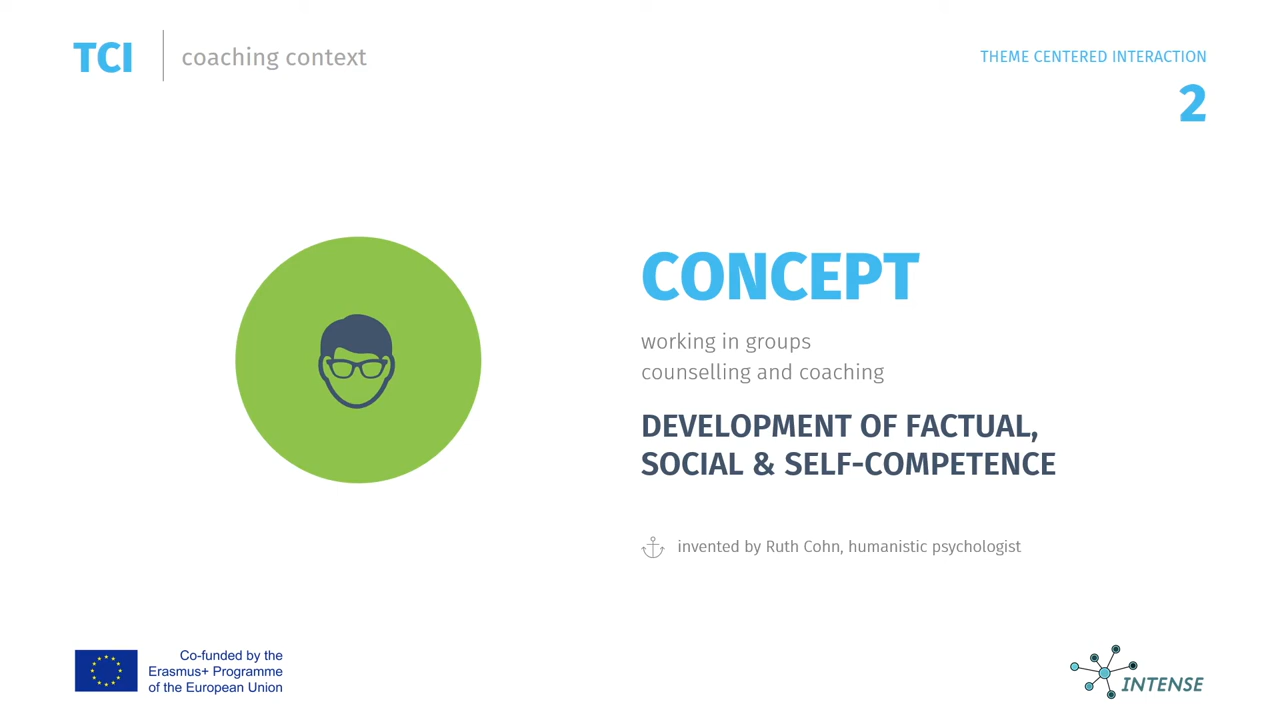 TCI
coaching context
THEME CENTERED INTERACTION
2
CONCEPT
working in groups
counselling and coaching
DEVELOPMENT OF FACTUAL,
SOCIAL & SELF-COMPETENCE
invented by Ruth Cohn, humanistic psychologist
Co-funded by the
Erasmus+ Programme
of the European Union
INTENSE